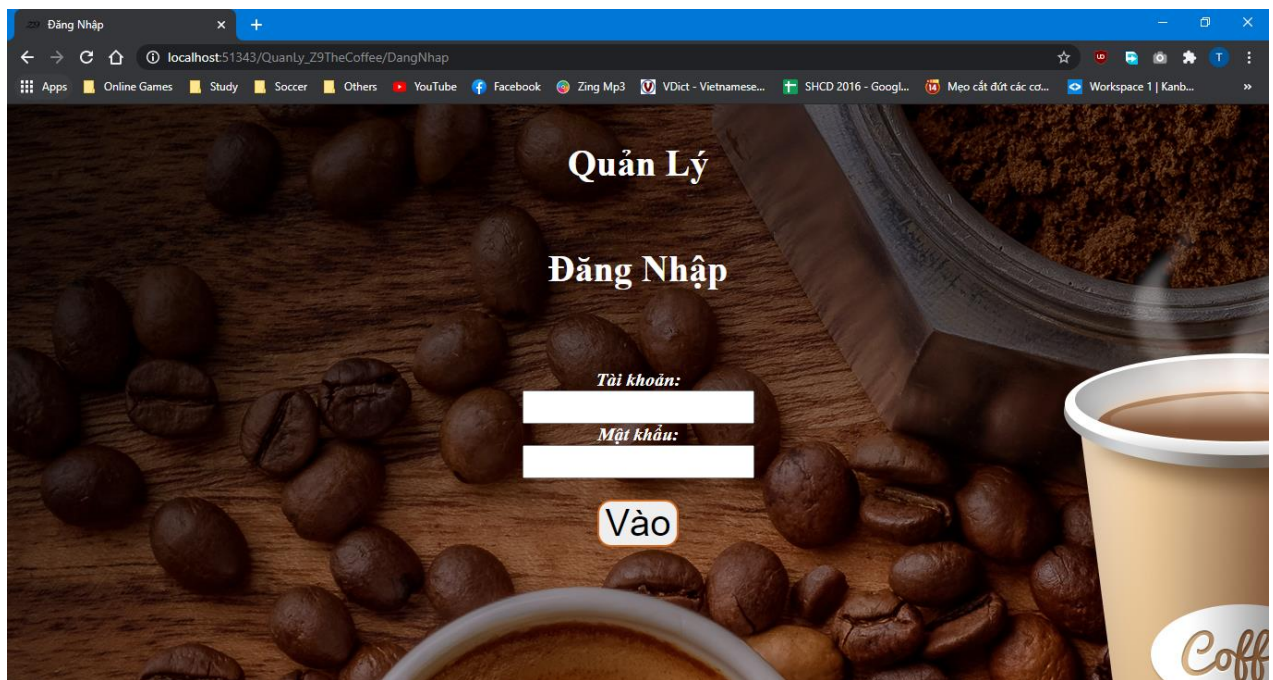 Đăng Nhập
localhost:51343/QuanLy_Z9TheCoffee/DangNhap
Apps Online Games Study Soccer Others YouTube Facebook Zing Mp3 VDict - Vietnamese... SHCD 2016 - Googl... Mẹo cắt đứt các cơ... Workspace 1 | Kanb... »
Quản Lý
Đăng Nhập
Tài khoản:
Mật khẩu:
Vào
Coff